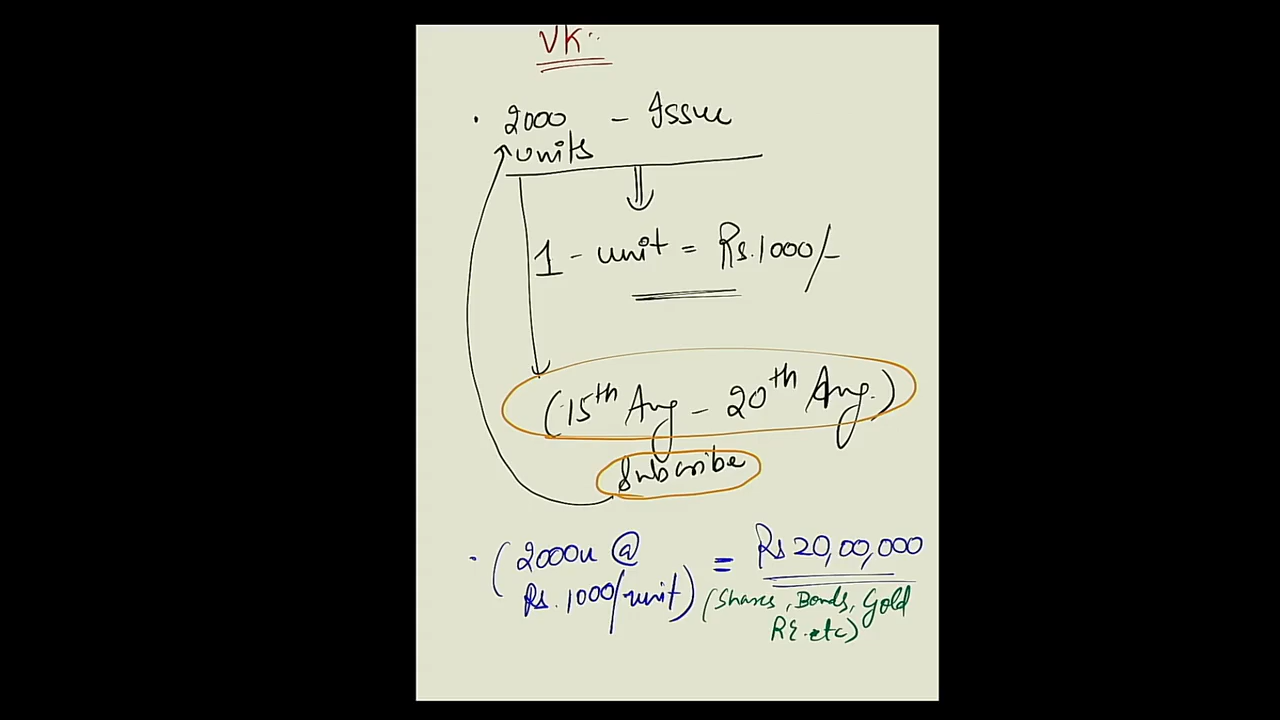 VK..
• 2000 - Issue
units
1 - unit = Rs.1000/-
(15th Aug - 20th Aug.)
Subscribe
• (2000u @ = Rs 20,00,000
Rs. 1000/unit) (Shares, Bonds, Gold
RE. etc)